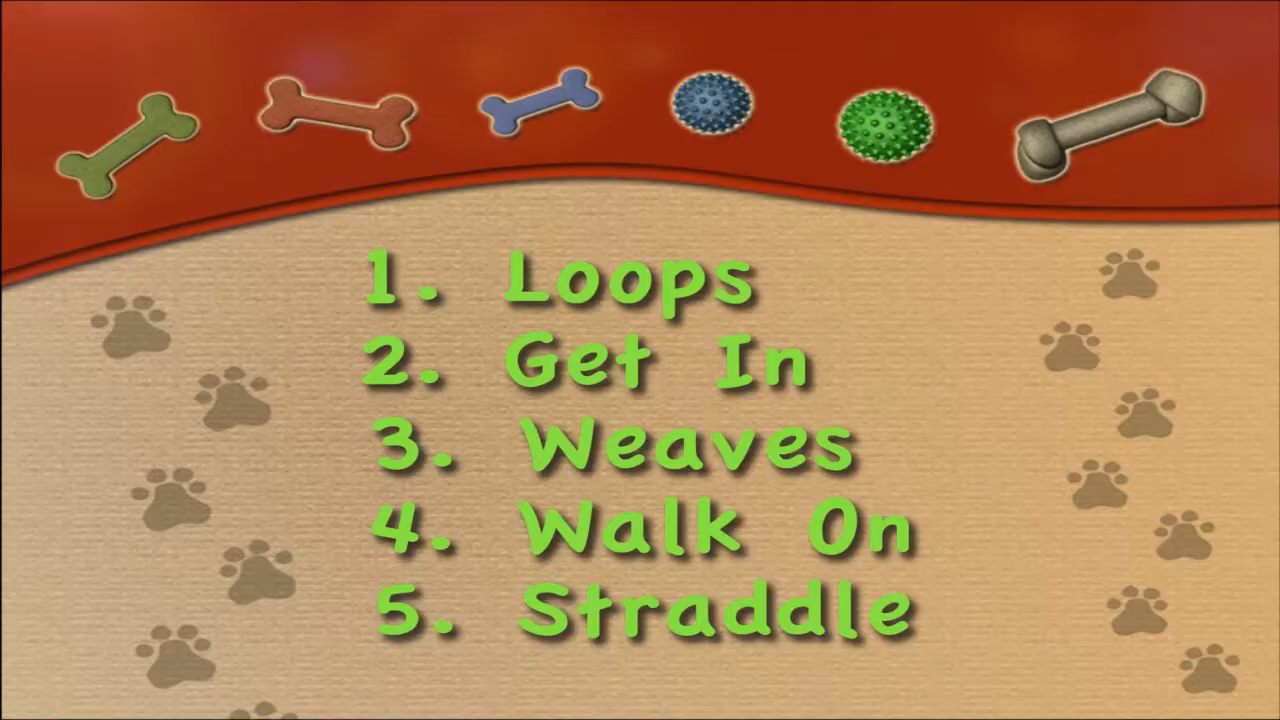 1. Loops
2. Get In
3. Weaves
4. Walk On
5. Straddle